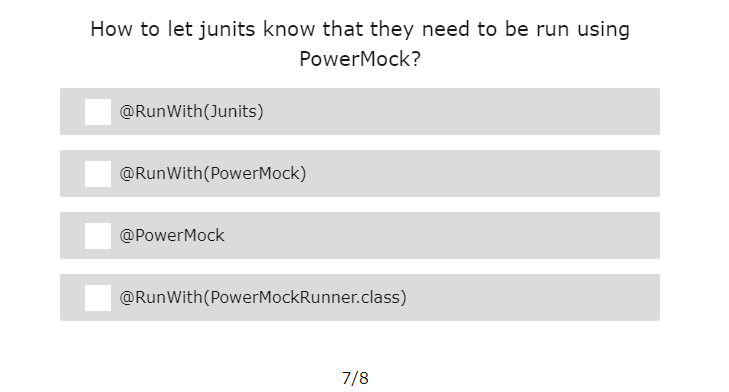 How to let junits know that they need to be run using
PowerMock?
@RunWith(Junits)
@RunWith(PowerMock)
@PowerMock
@RunWith(PowerMockRunner.class)
7/8